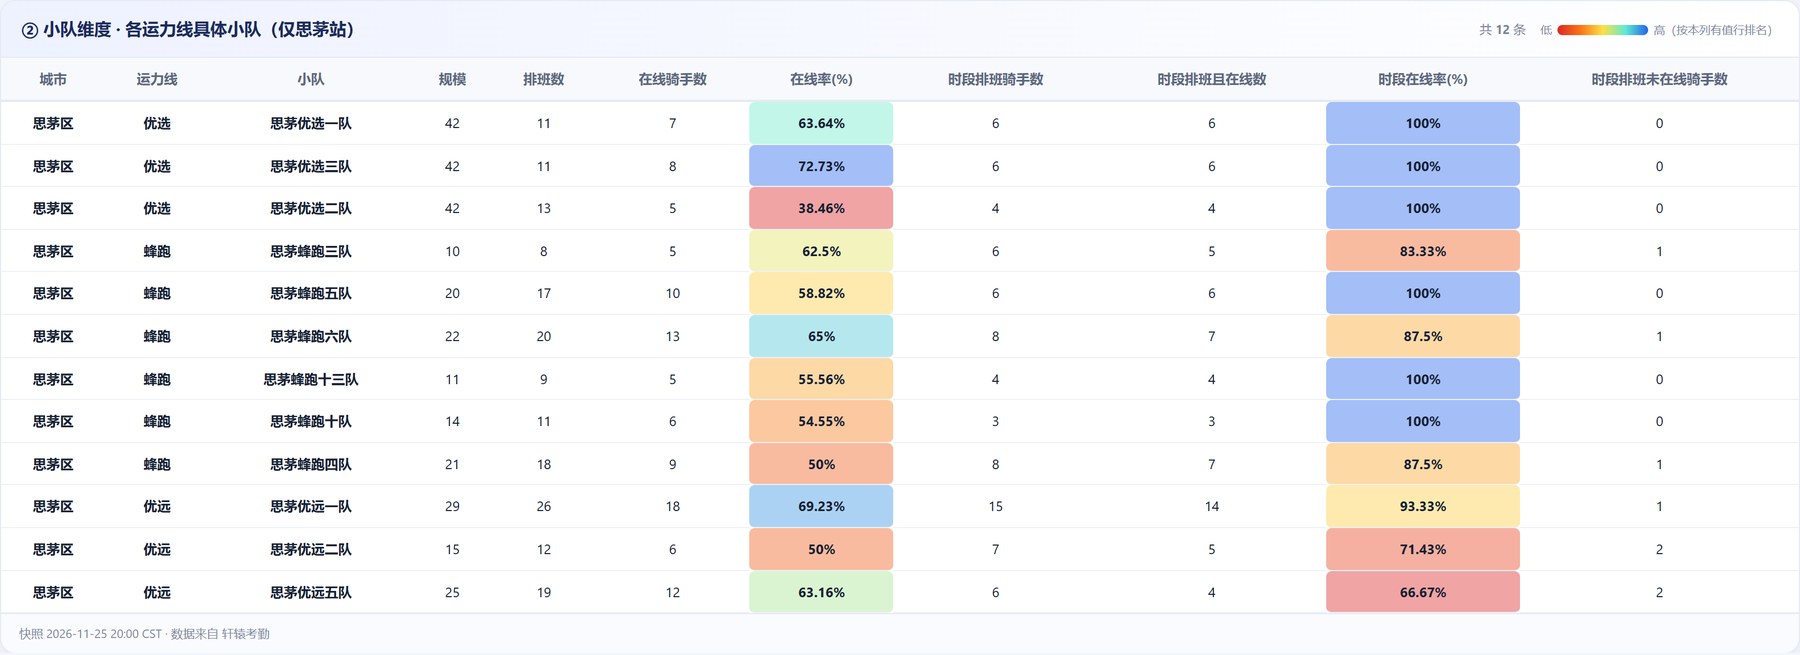 ② 小队维度 · 各运力线具体小队（仅思茅站）
共 12 条 低 高 (按本列有值行排名)
城市 运力线 小队 规模 排班数 在线骑手数 在线率(%) 时段排班骑手数 时段排班且在线数 时段在线率(%) 时段排班未在线骑手数
思茅区 优选 思茅优选一队 42 11 7 63.64% 6 6 100% 0
思茅区 优选 思茅优选三队 42 11 8 72.73% 6 6 100% 0
思茅区 优选 思茅优选二队 42 13 5 38.46% 4 4 100% 0
思茅区 蜂跑 思茅蜂跑三队 10 8 5 62.5% 6 5 83.33% 1
思茅区 蜂跑 思茅蜂跑五队 20 17 10 58.82% 6 6 100% 0
思茅区 蜂跑 思茅蜂跑六队 22 20 13 65% 8 7 87.5% 1
思茅区 蜂跑 思茅蜂跑十三队 11 9 5 55.56% 4 4 100% 0
思茅区 蜂跑 思茅蜂跑十队 14 11 6 54.55% 3 3 100% 0
思茅区 蜂跑 思茅蜂跑四队 21 18 9 50% 8 7 87.5% 1
思茅区 优远 思茅优远一队 29 26 18 69.23% 15 14 93.33% 1
思茅区 优远 思茅优远二队 15 12 6 50% 7 5 71.43% 2
思茅区 优远 思茅优远五队 25 19 12 63.16% 6 4 66.67% 2
快照 2026-11-25 20:00 CST · 数据来自 轩辕考勤